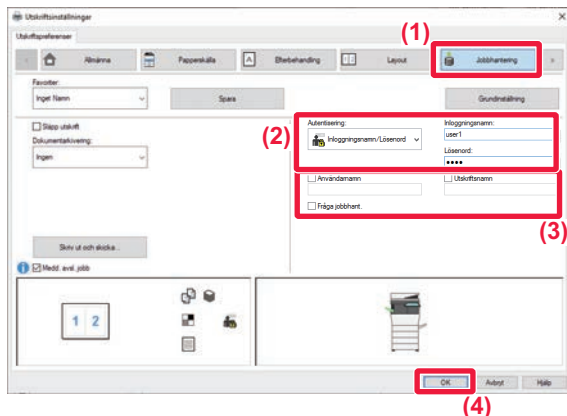 Utskriftsinställningar
Utskriftspreferenser
(1)
Allmänna
Papperskälla
Efterbehandling
Layout
Jobbhantering
Favoriter:
Inget Namn
Spara
Grundinställning
(2)
Släpp utskrift
Dokumentarkivering:
Ingen
Autentisering:
Inloggningsnamn/Lösenord
Inloggningsnamn:
user1
Lösenord:
••••
Användarnamn
Utskriftsnamn
Fråga jobbhant.
(3)
Skriv ut och skicka...
Medd. avsl. jobb
1 2
OK
Avbryt
Hjälp
(4)